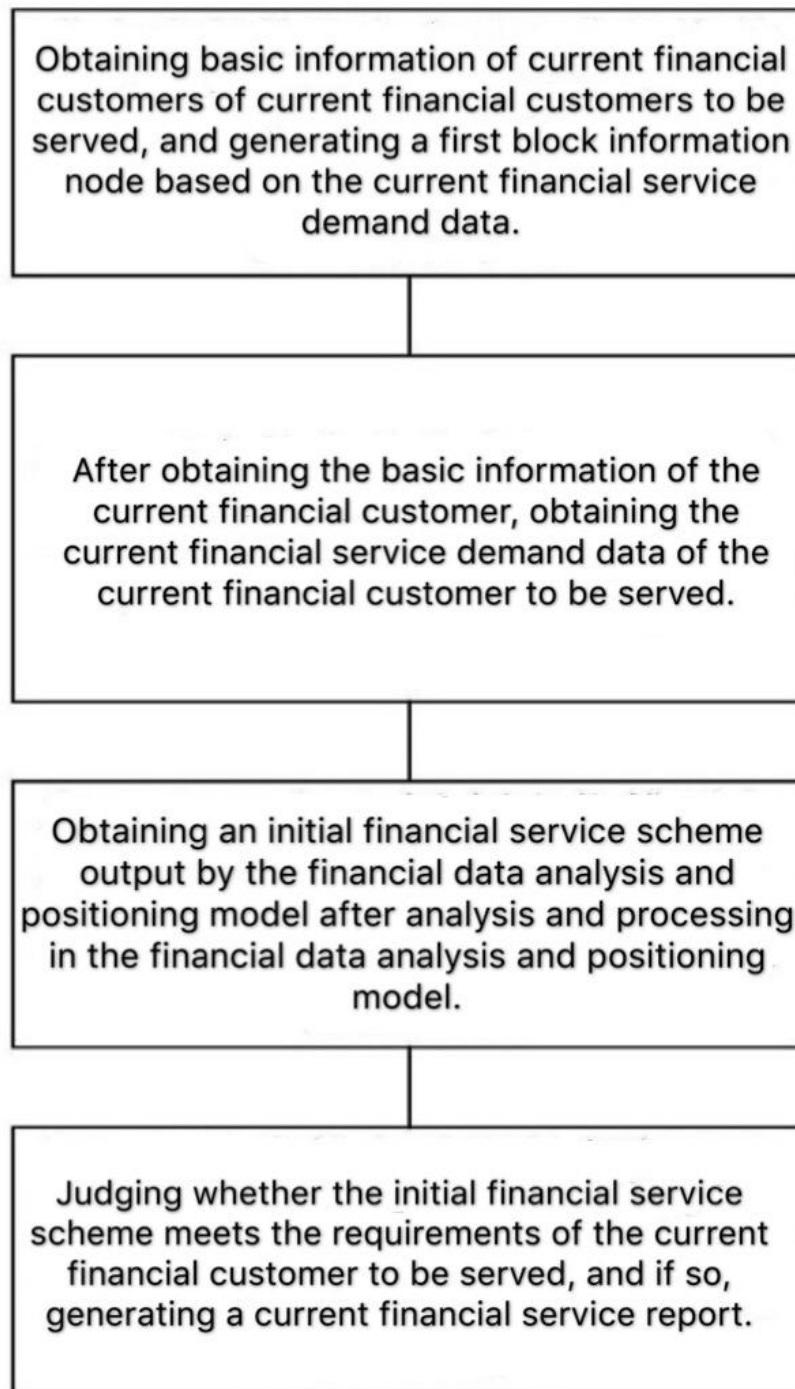 Obtaining basic information of current financial
customers of current financial customers to be
served, and generating a first block information
node based on the current financial service
demand data.
After obtaining the basic information of the
current financial customer, obtaining the
current financial service demand data of the
current financial customer to be served.
Obtaining an initial financial service scheme
output by the financial data analysis and
positioning model after analysis and processing
in the financial data analysis and positioning
model.
Judging whether the initial financial service
scheme meets the requirements of the current
financial customer to be served, and if so,
generating a current financial service report.